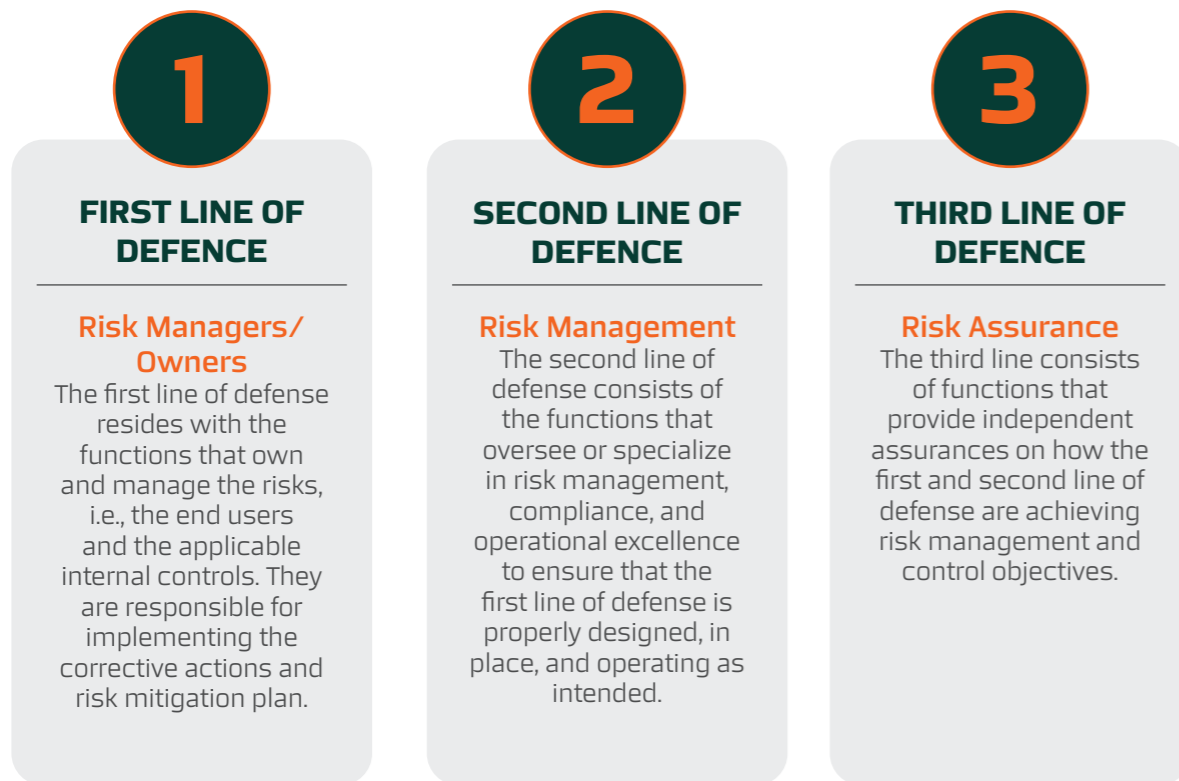 1
FIRST LINE OF
DEFENCE
Risk Managers/
Owners
The first line of defense
resides with the
functions that own
and manage the risks,
i.e., the end users
and the applicable
internal controls. They
are responsible for
implementing the
corrective actions and
risk mitigation plan.
2
SECOND LINE OF
DEFENCE
Risk Management
The second line of
defense consists of
the functions that
oversee or specialize
in risk management,
compliance, and
operational excellence
to ensure that the
first line of defense is
properly designed, in
place, and operating as
intended.
3
THIRD LINE OF
DEFENCE
Risk Assurance
The third line consists
of functions that
provide independent
assurances on how the
first and second line of
defense are achieving
risk management and
control objectives.